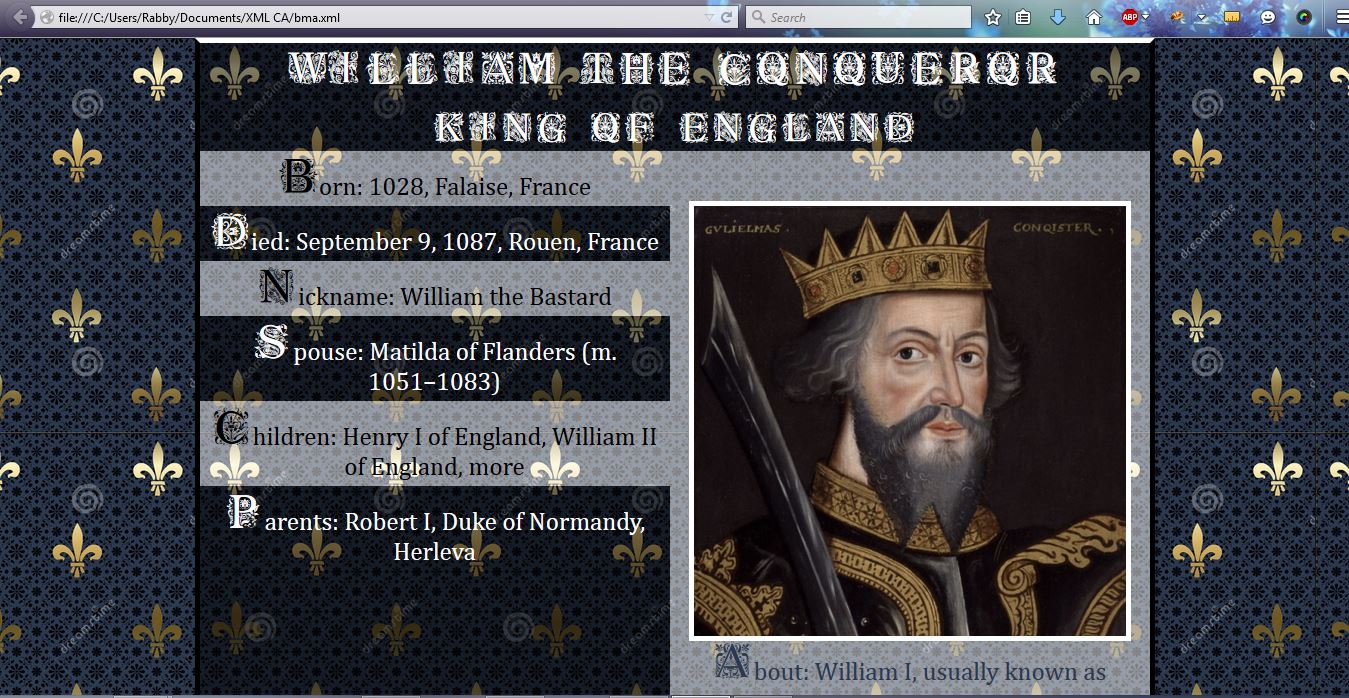 file:///C:/Users/Rabby/Documents/XML CA/bma.xml
Search
ABP
WILLIAM THE CONQUEROR
KING OF ENGLAND
Born: 1028, Falaise, France
Died: September 9, 1087, Rouen, France
Nickname: William the Bastard
Spouse: Matilda of Flanders (m.
1051–1083)
Children: Henry I of England, William II
of England, more
Parents: Robert I, Duke of Normandy,
Herleva
GVLIELMAS. CONQISTER.
About: William I, usually known as
dreamstime